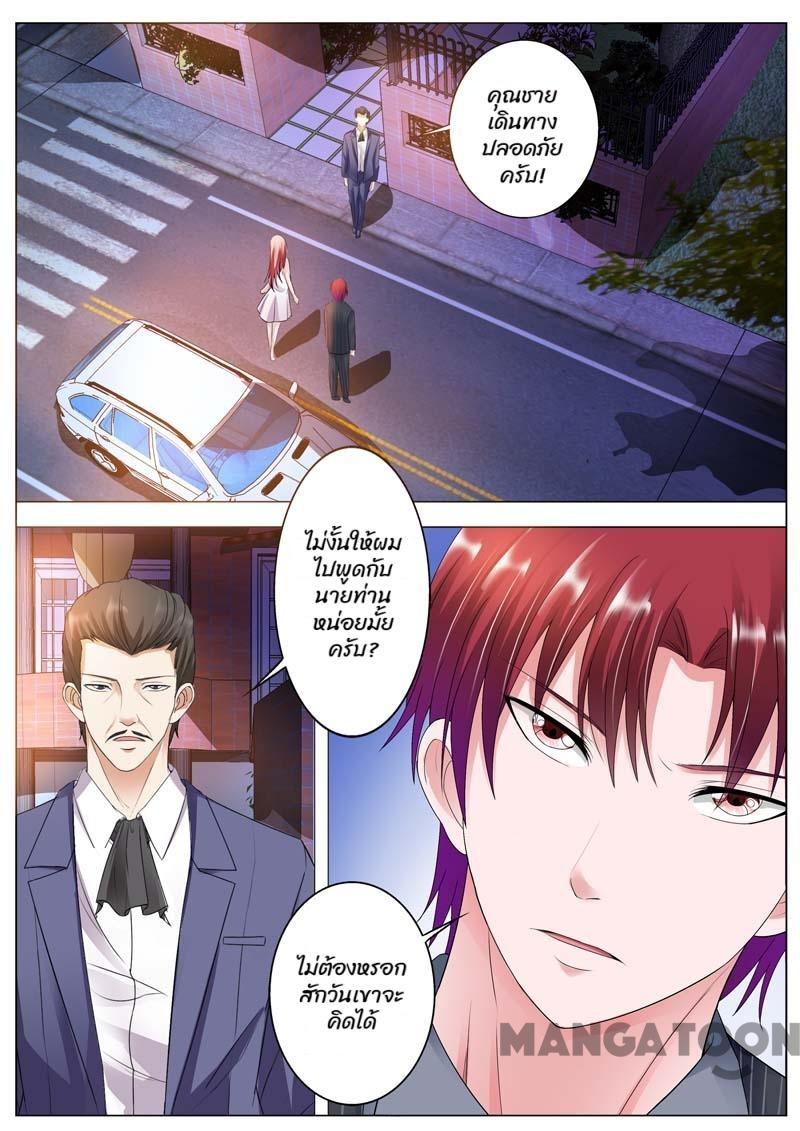 คุณชาย
เดินทาง
ปลอดภัย
ครับ!
ไม่งั้นให้ผม
ไปพูดกับ
นายท่าน
หน่อยมั้ย
ครับ?
ไม่ต้องหรอก
สักวันเขาจะ
คิดได้
MANGATOON